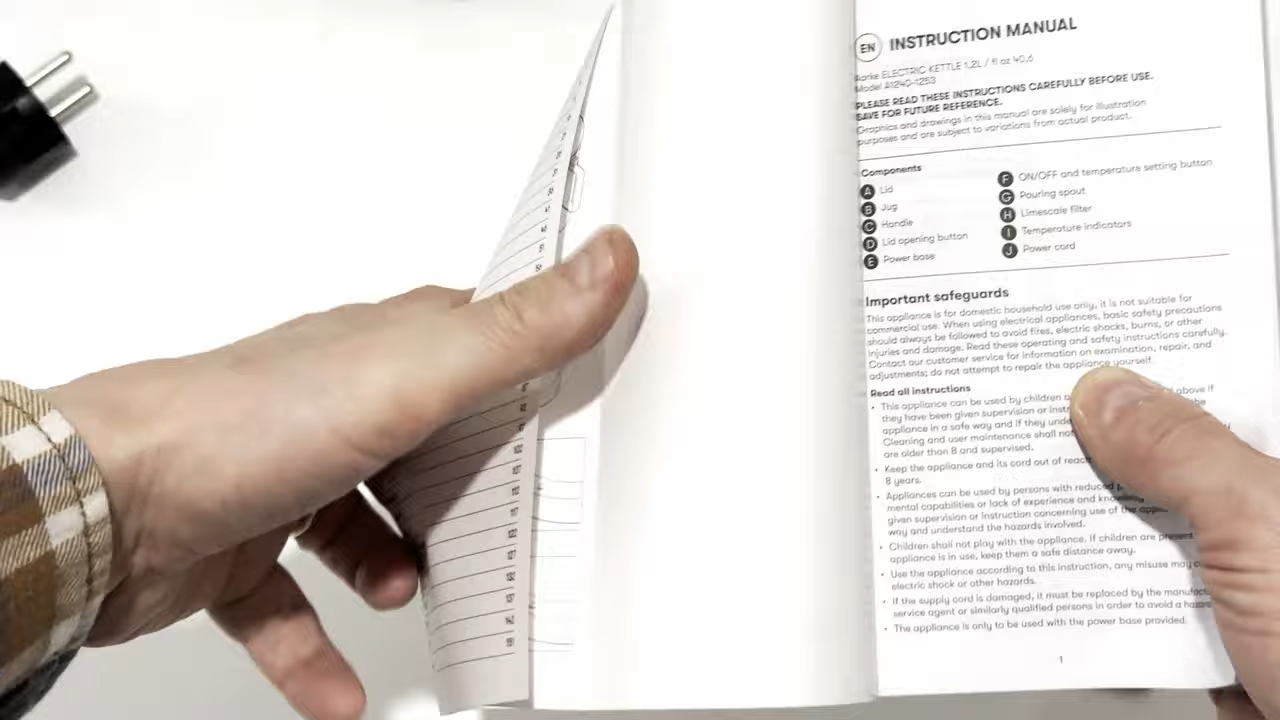 EN INSTRUCTION MANUAL
Aarke ELECTRIC KETTLE 1,2L / fl oz 40,6
Model A1240-1253
PLEASE READ THESE INSTRUCTIONS CAREFULLY BEFORE USE.
SAVE FOR FUTURE REFERENCE.
Graphics and drawings in this manual are solely for illustration
purposes and are subject to variations from actual product.
Components
A Lid
B Jug
C Handle
D Lid opening button
E Power base
F ON/OFF and temperature setting button
G Pouring spout
H Limescale filter
I Temperature indicators
J Power cord
Important safeguards
This appliance is for domestic household use only, it is not suitable for
commercial use. When using electrical appliances, basic safety precautions
should always be followed to avoid fires, electric shocks, burns, or other
injuries and damage. Read these operating and safety instructions carefully.
Contact our customer service for information on examination, repair, and
adjustments; do not attempt to repair the appliance yourself.
Read all instructions
• This appliance can be used by children above if
they have been given supervision or the
appliance in a safe way and if they
Cleaning and user maintenance shall
are older than 8 and supervised.
• Keep the appliance and its cord out of
8 years.
• Appliances can be used by persons with reduced
mental capabilities or lack of experience and
given supervision or instruction concerning use of the
way and understand the hazards involved.
• Children shall not play with the appliance. If children are present
appliance is in use, keep them a safe distance away.
• Use the appliance according to this instruction, any misuse may
electric shock or other hazards.
• If the supply cord is damaged, it must be replaced by the
service agent or similarly qualified persons in order to avoid a
• The appliance is only to be used with the power base provided.
1